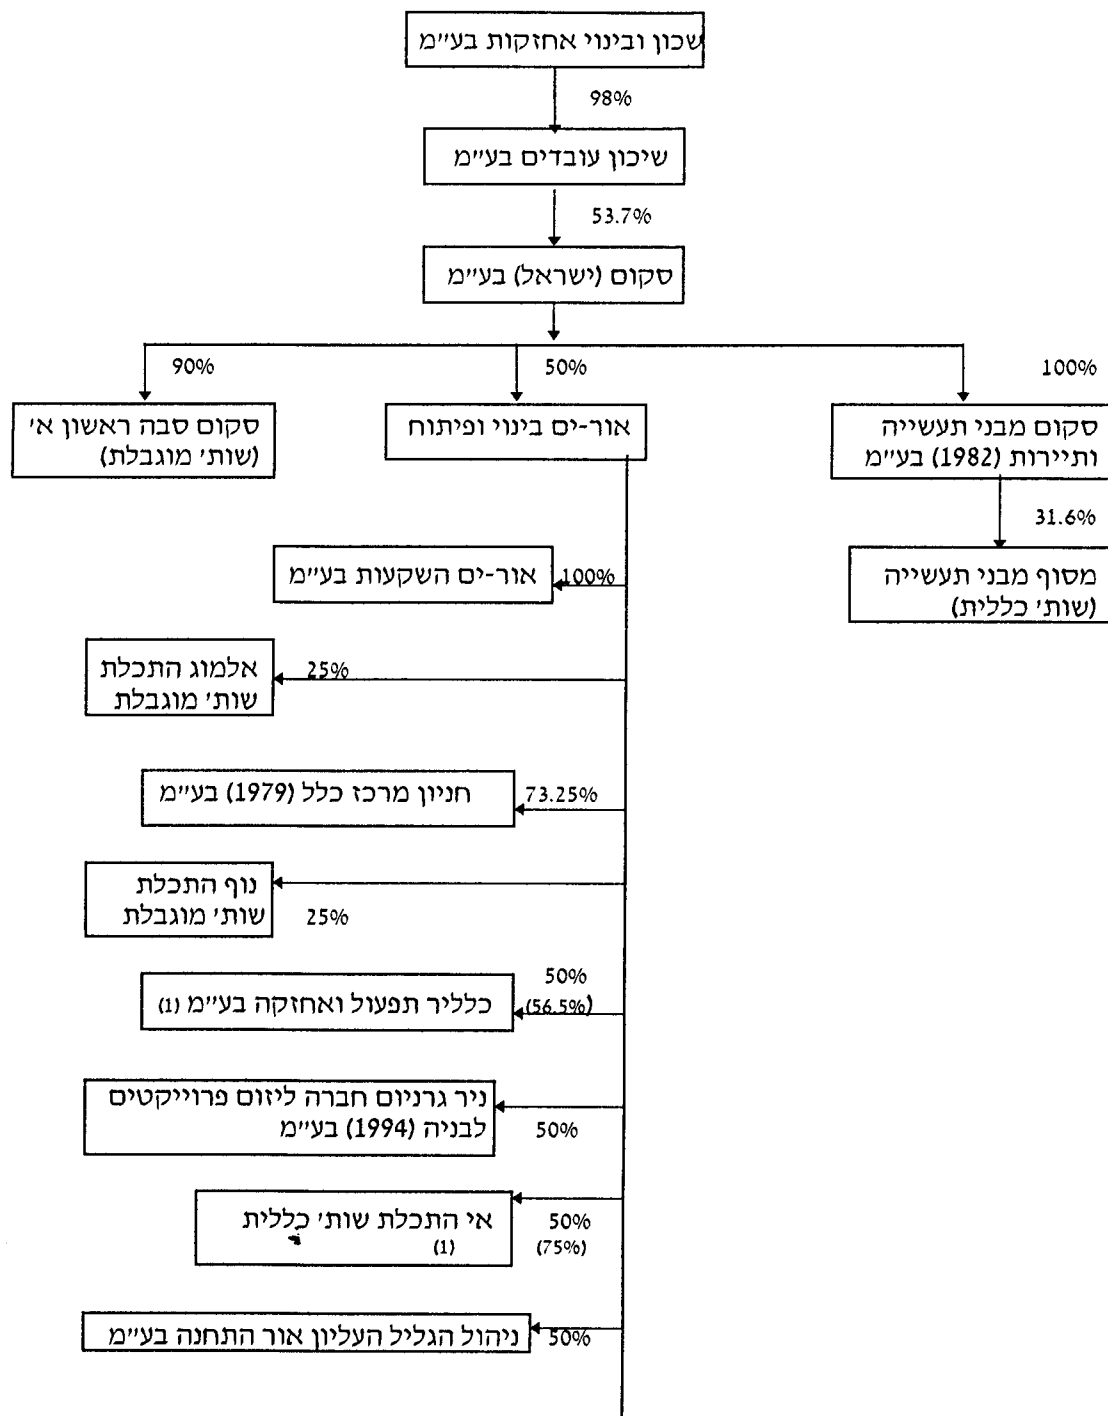 שכון ובינוי אחזקות בע״מ
98%
שיכון עובדים בע״מ
53.7%
סקום (ישראל) בע״מ
100%
50%
90%
סקום מבני תעשייה
ותיירות (1982) בע״מ
אור-ים בינוי ופיתוח
סקום סבה ראשון א׳
(שות׳ מוגבלת)
31.6%
מסוף מבני תעשייה
(שות׳ כללית)
100%
אור-ים השקעות בע״מ
25%
אלמוג התכלת
שות׳ מוגבלת
73.25%
חניון מרכז כלל (1979) בע״מ
נוף התכלת
שות׳ מוגבלת
25%
50%
(56.5%)
כלליר תפעול ואחזקה בע״מ (1)
ניר גרניום חברה ליזום פרוייקטים
לבניה (1994) בע״מ
50%
אי התכלת שות׳ כללית
(1)
50%
(75%)
ניהול הגליל העליון אור התחנה בע״מ
50%